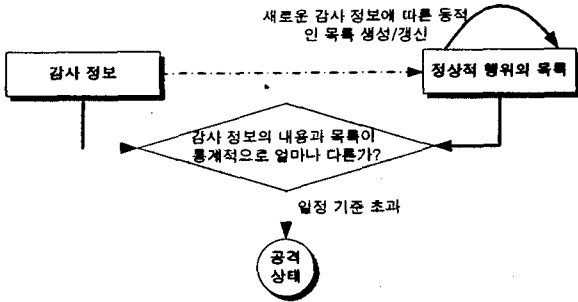 새로운 감사 정보에 따른 동적
인 목록 생성/갱신
감사 정보
정상적 행위의 목록
감사 정보의 내용과 목록이
통계적으로 얼마나 다른가?
일정 기준 초과
공격
상태